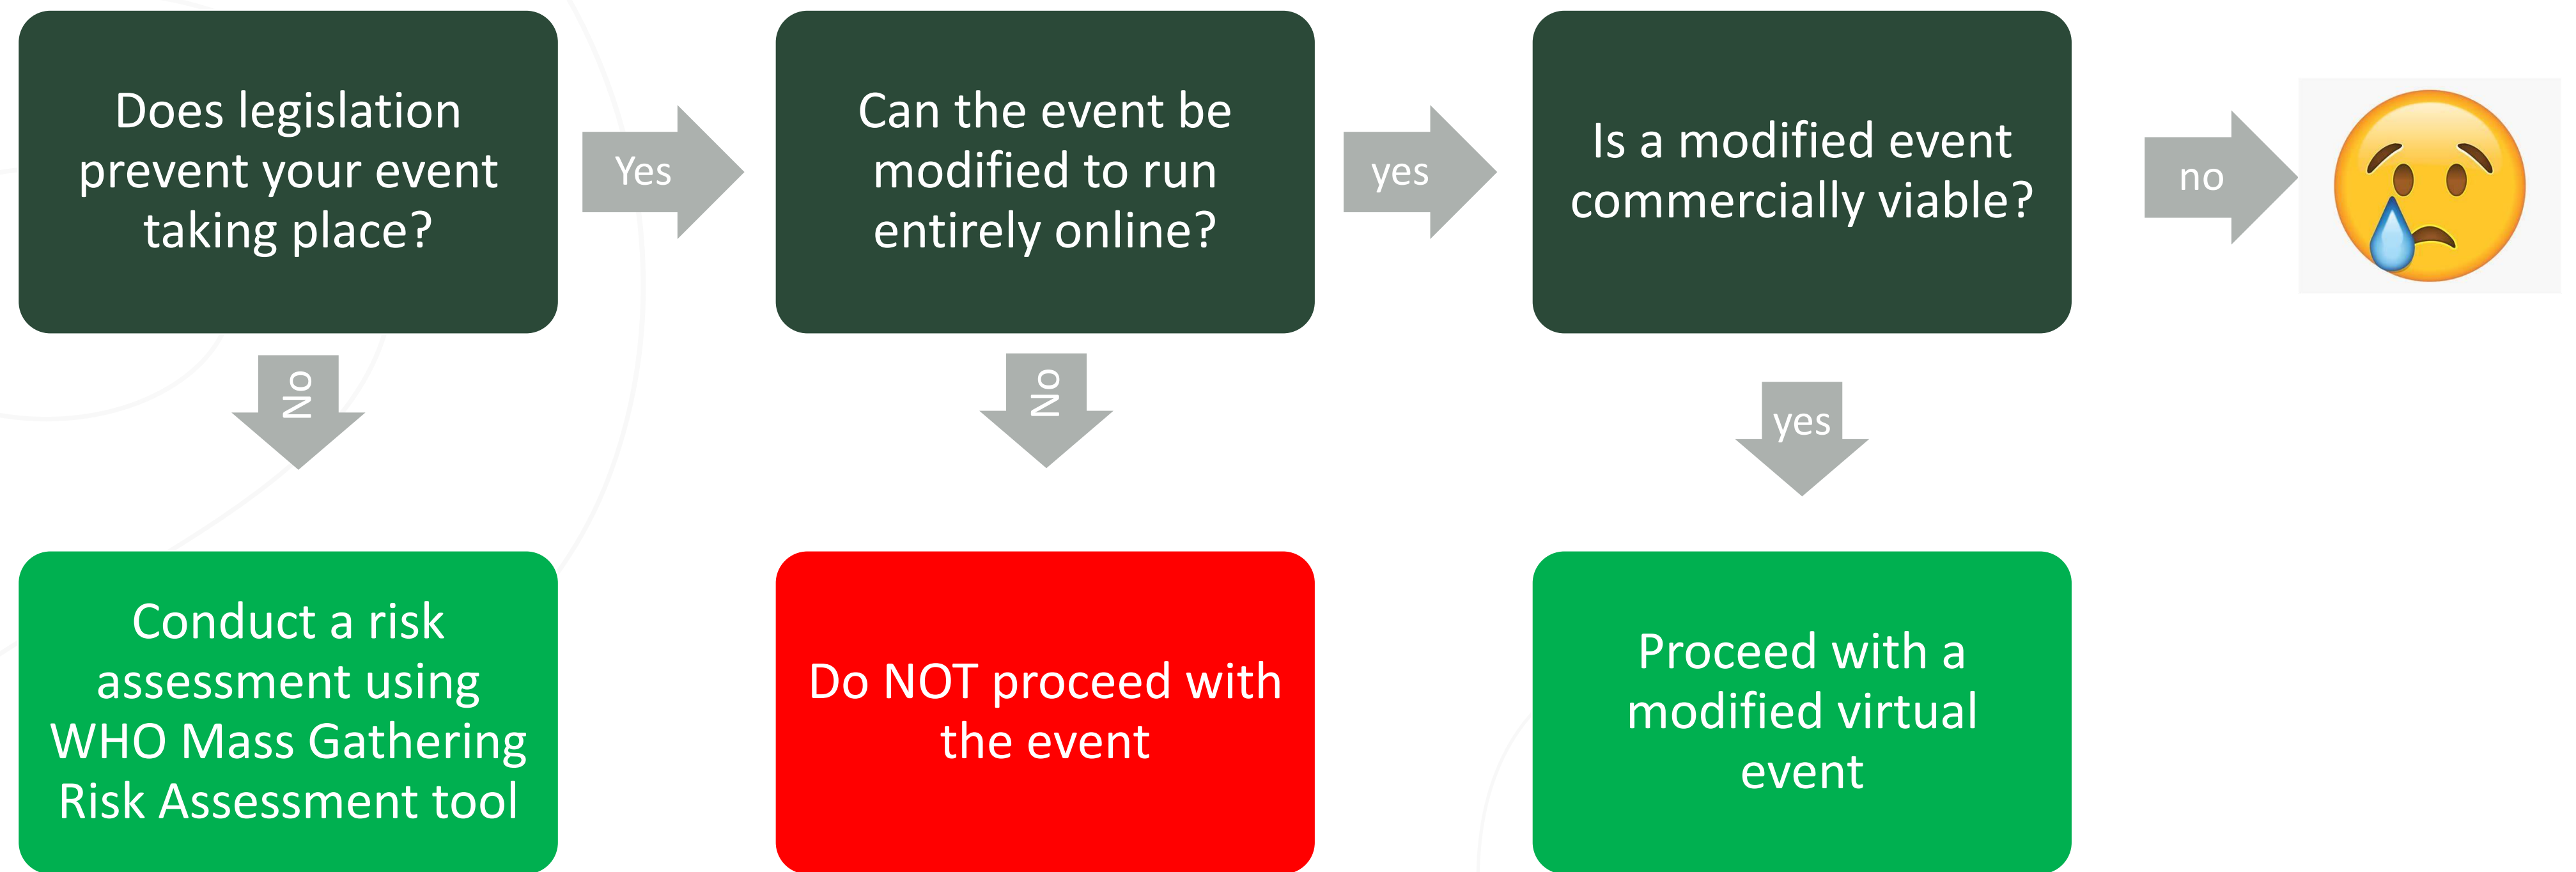 Does legislation
prevent your event
taking place?
Yes
Can the event be
modified to run
entirely online?
yes
Is a modified event
commercially viable?
no
No
No
yes
Conduct a risk
assessment using
WHO Mass Gathering
Risk Assessment tool
Do NOT proceed with
the event
Proceed with a
modified virtual
event